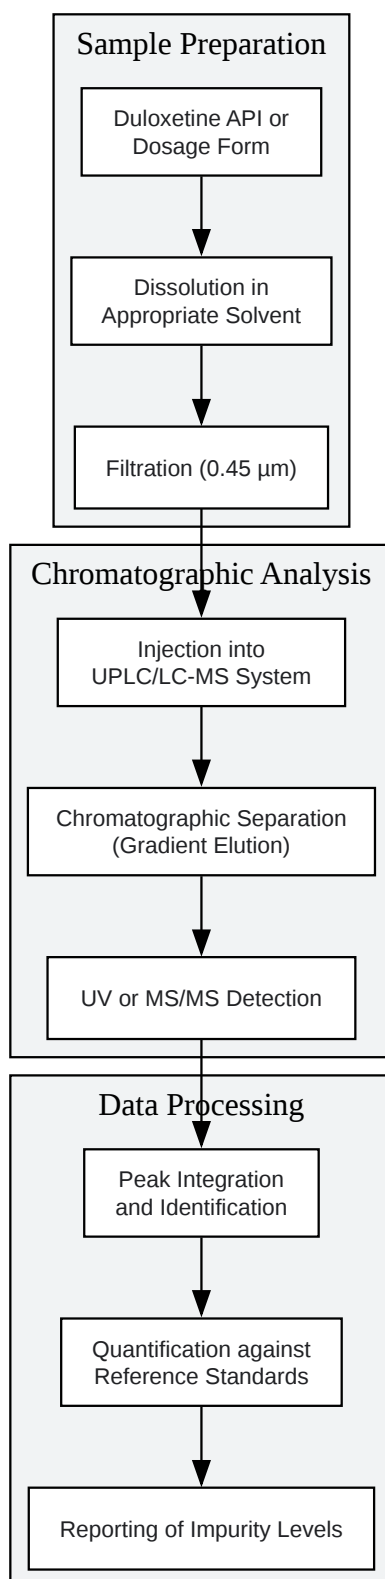 Sample Preparation
Duloxetine API or
Dosage Form
Dissolution in
Appropriate Solvent
Filtration (0.45 µm)
Chromatographic Analysis
Injection into
UPLC/LC-MS System
Chromatographic Separation
(Gradient Elution)
UV or MS/MS Detection
Data Processing
Peak Integration
and Identification
Quantification against
Reference Standards
Reporting of Impurity Levels